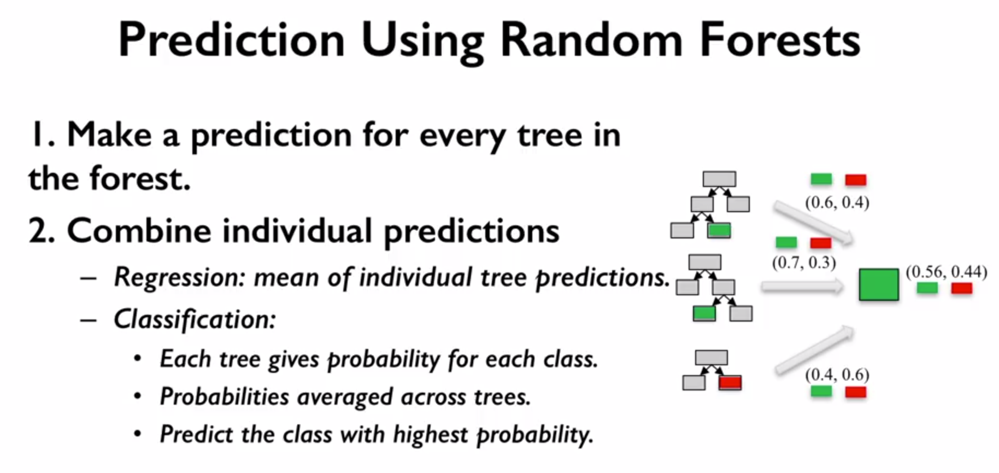 Prediction Using Random Forests
1. Make a prediction for every tree in
the forest.
2. Combine individual predictions
– Regression: mean of individual tree predictions.
– Classification:
• Each tree gives probability for each class.
• Probabilities averaged across trees.
• Predict the class with highest probability.
(0.6, 0.4)
(0.7, 0.3)
(0.56, 0.44)
(0.4, 0.6)